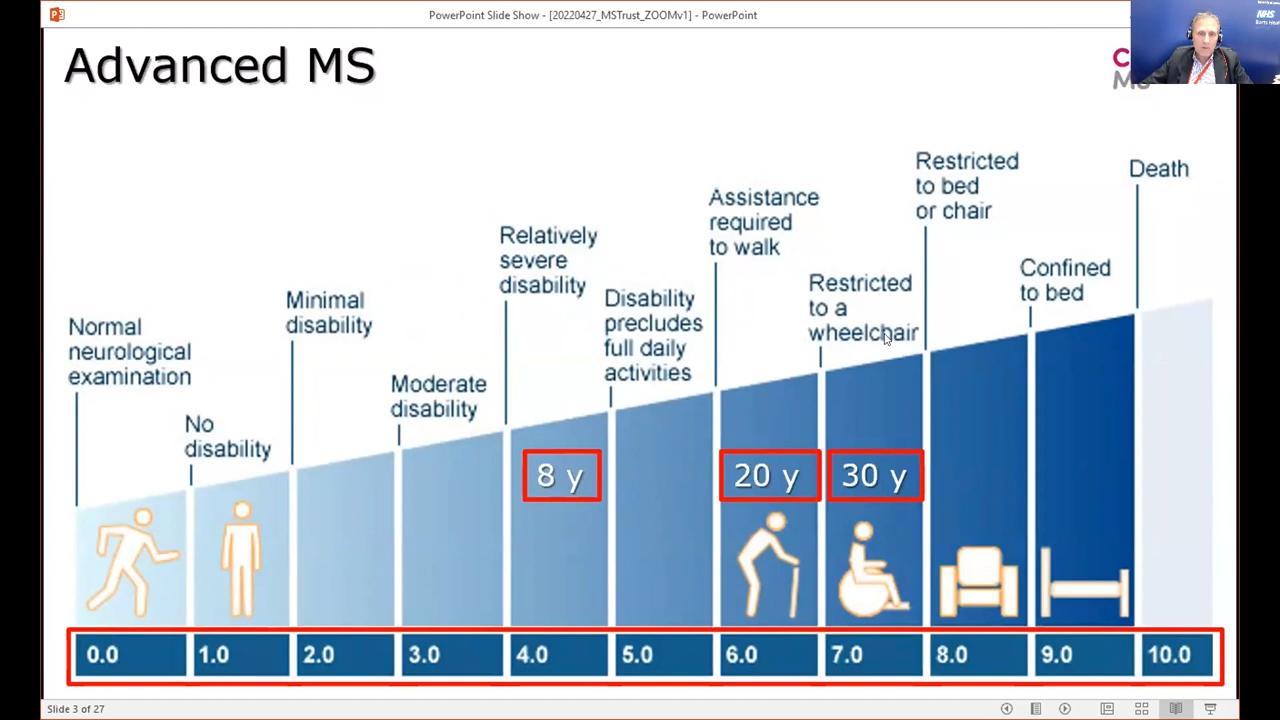 PowerPoint Slide Show - [20220427_MSTrust_ZOOMv1] - PowerPoint
NHS
Advanced MS
Normal
neurological
examination
No
disability
Minimal
disability
Moderate
disability
Relatively
severe
disability
Disability
precludes
full daily
activities
Assistance
required
to walk
Restricted
to a
wheelchair
Restricted
to bed
or chair
Confined
to bed
Death
8 y
20 y
30 y
0.0
1.0
2.0
3.0
4.0
5.0
6.0
7.0
8.0
9.0
10.0
Slide 3 of 27